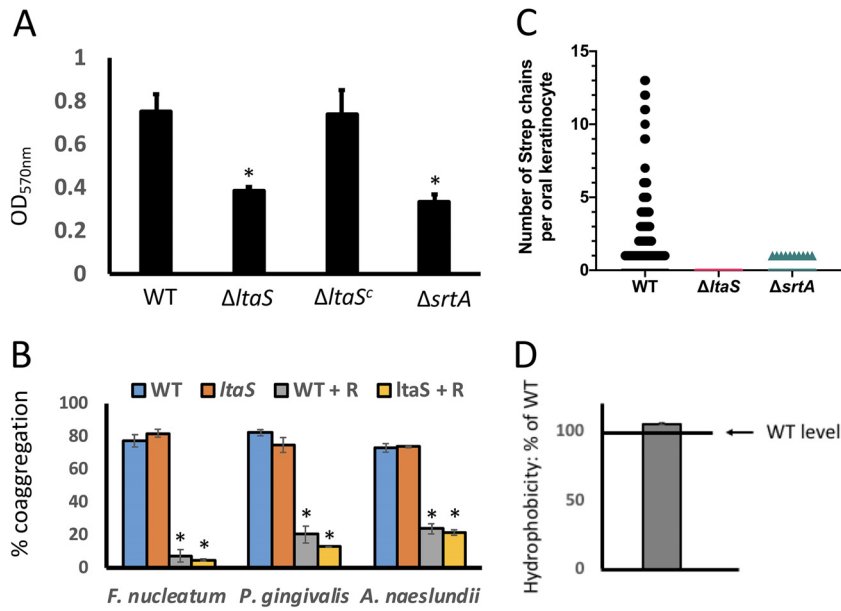 A
1
0.8
0.6
0.4
0.2
0
OD570nm
*
*
WT
ΔltaS
ΔltaSc
ΔsrtA
B
WT
ltaS
WT + R
ltaS + R
100
80
60
40
20
0
% coaggregation
* *
* *
* *
F. nucleatum
P. gingivalis
A. naeslundii
C
15
10
5
0
Number of Strep chains
per oral keratinocyte
WT
ΔltaS
ΔsrtA
D
Hydrophobicity: % of WT
100
50
0
WT level